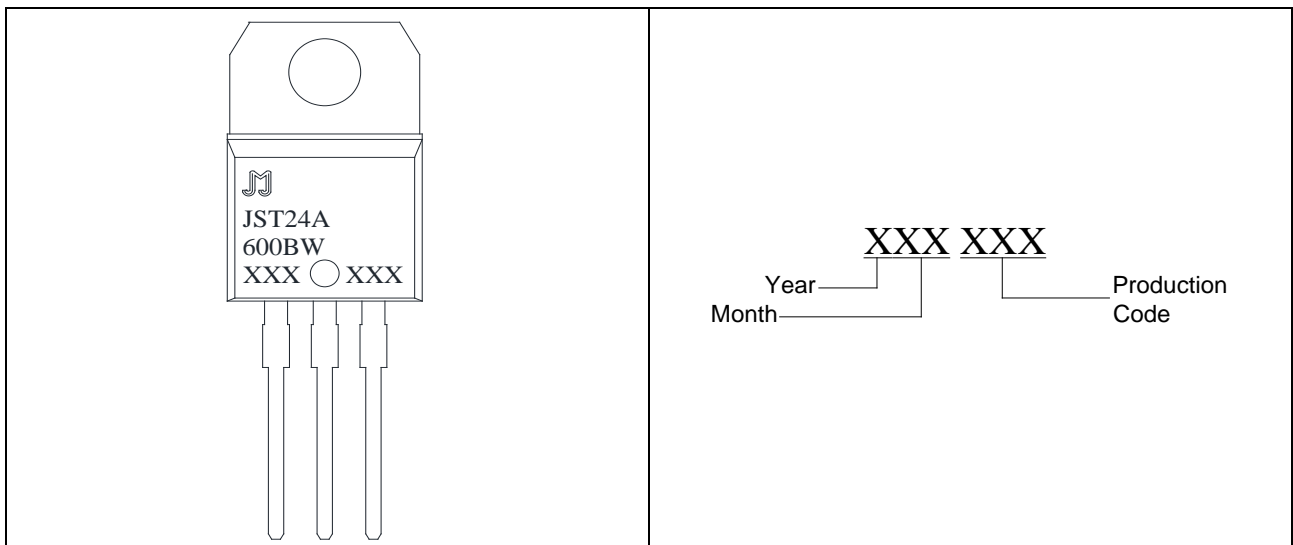 JST24A
600BW
XXX XXX
XXX XXX
Year
Month
Production
Code